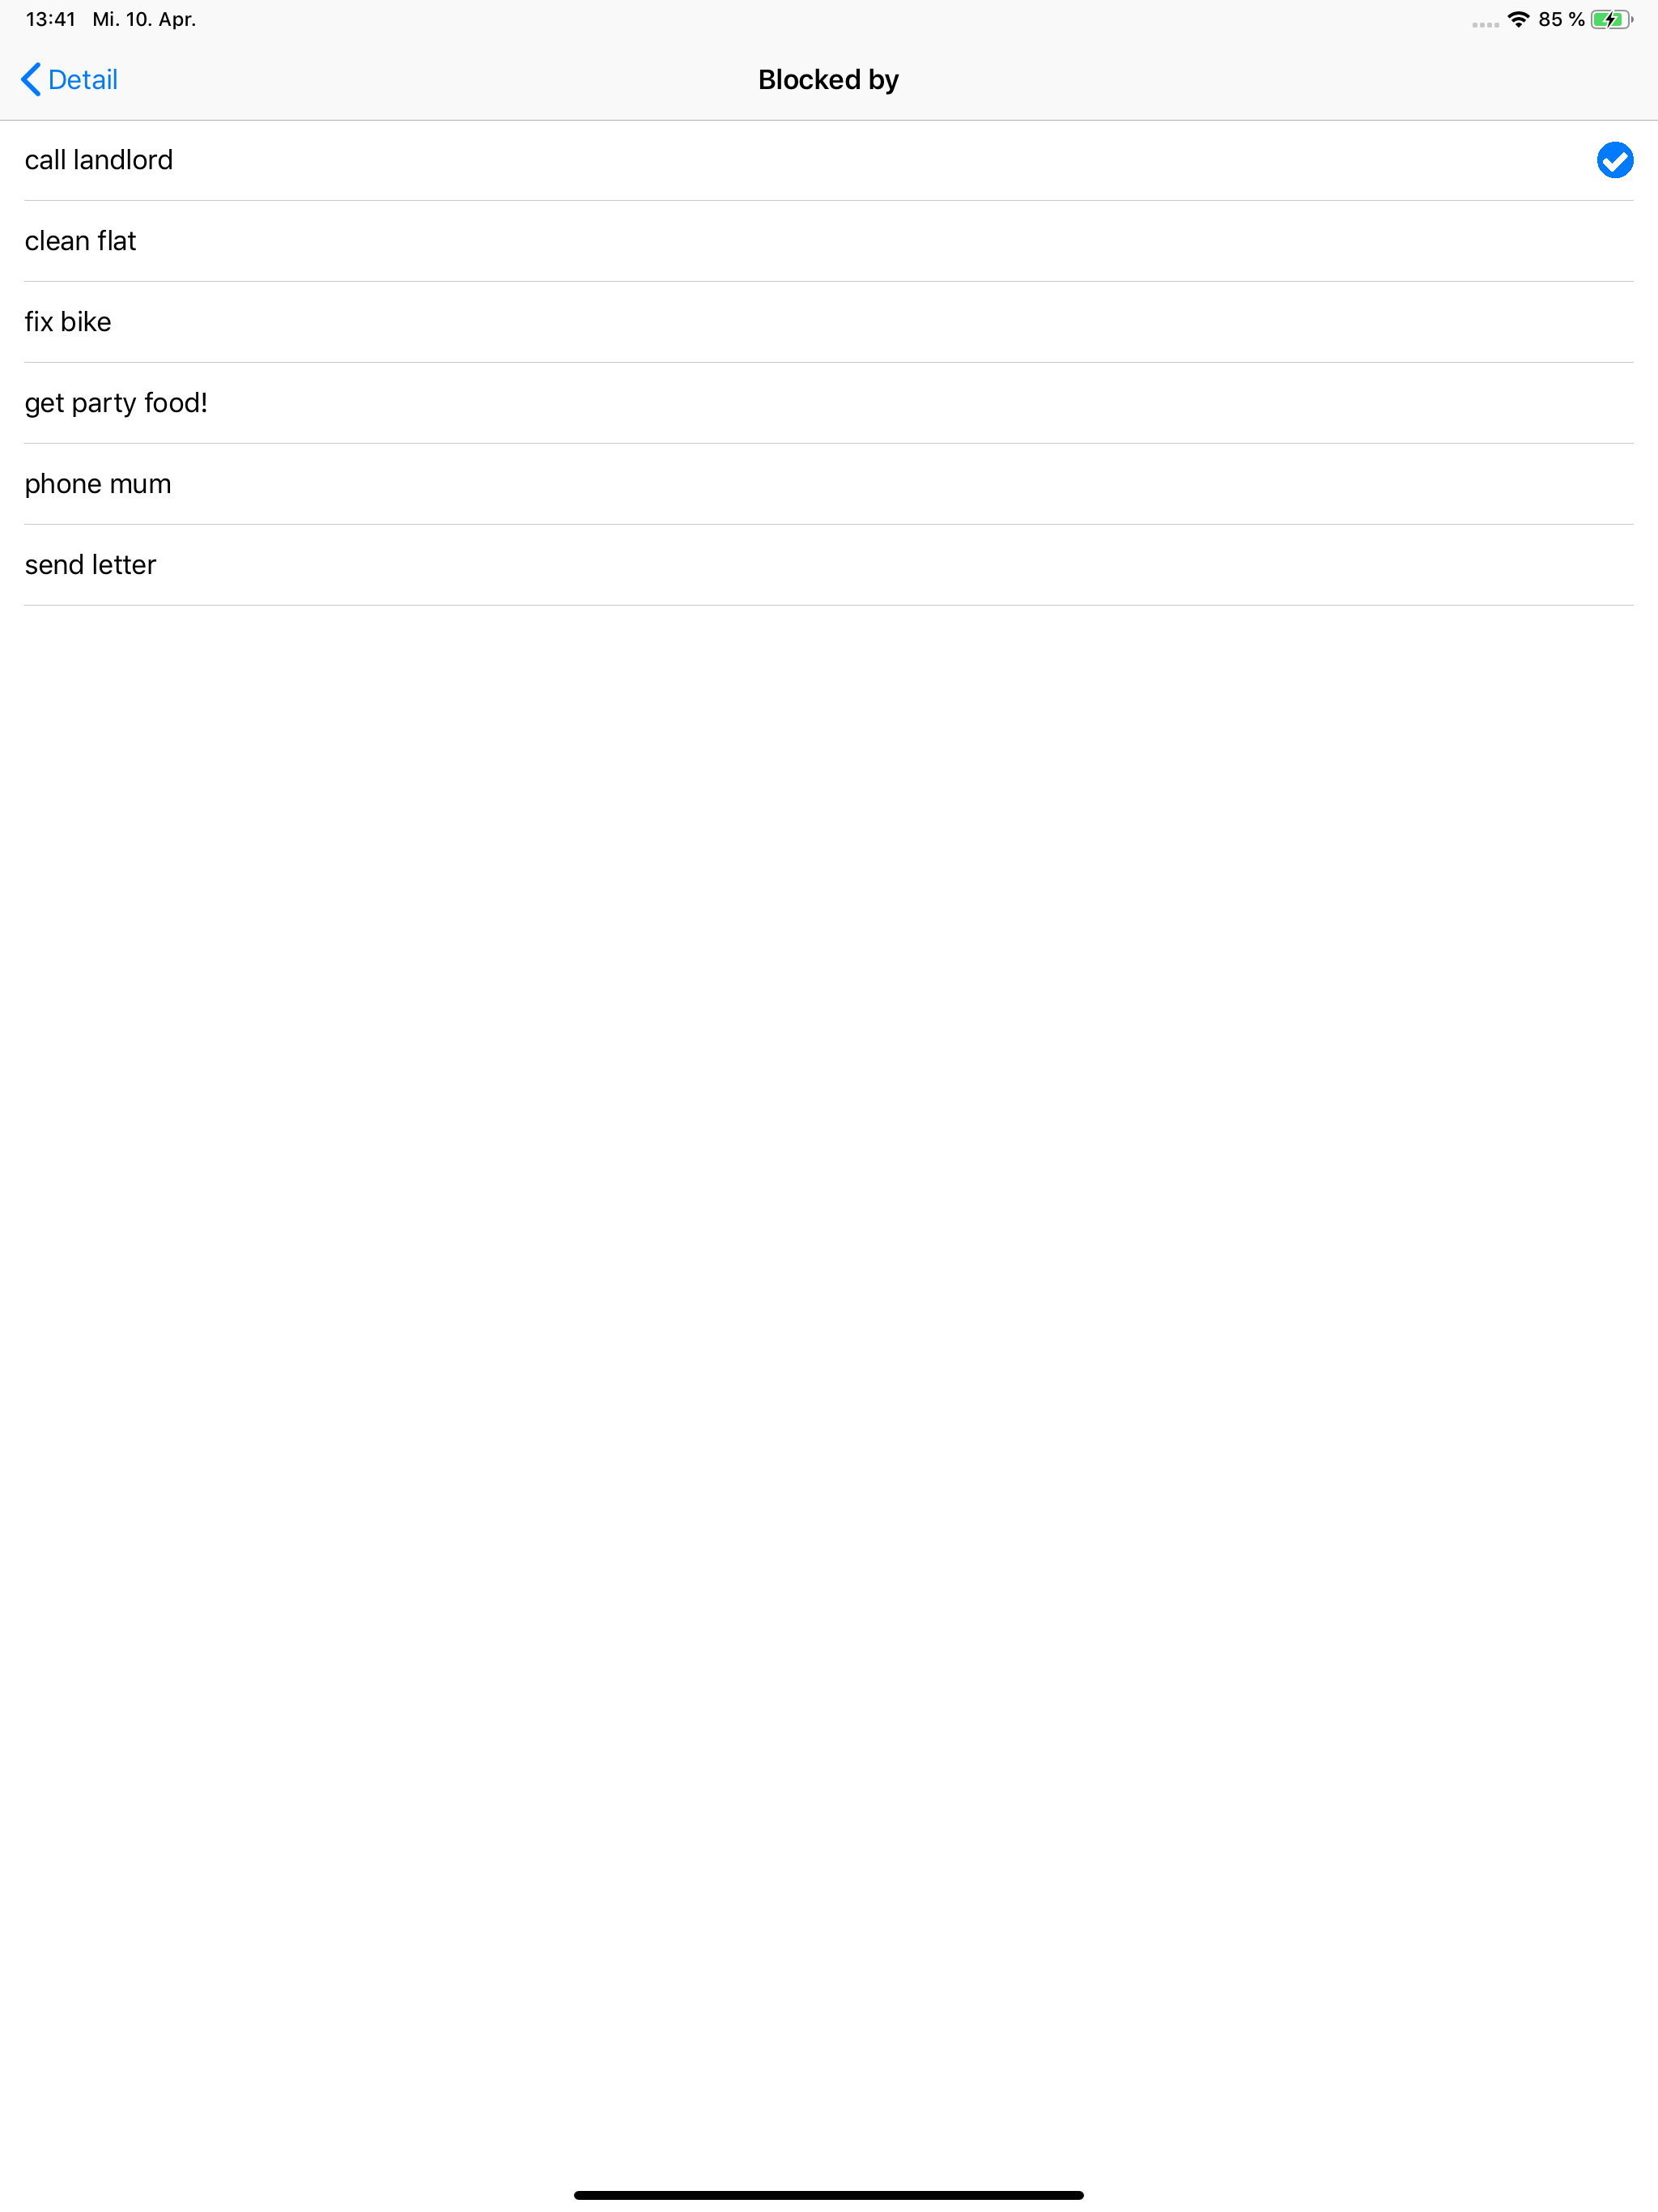 13:41 Mi. 10. Apr. 85 %
Detail
Blocked by
call landlord
clean flat
fix bike
get party food!
phone mum
send letter